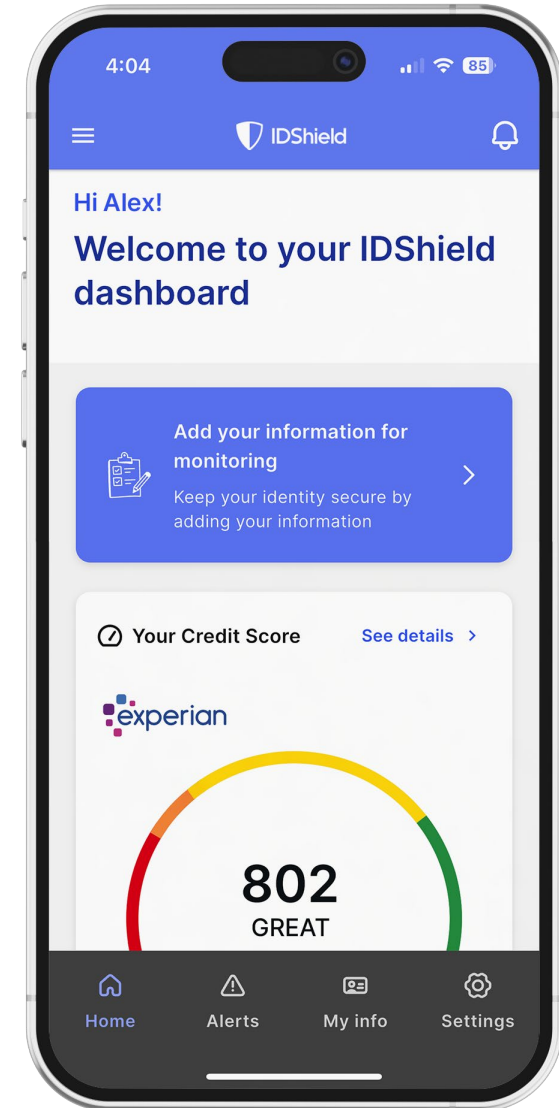 4:04
85
IDShield
Hi Alex!
Welcome to your IDShield
dashboard
Add your information for
monitoring
Keep your identity secure by
adding your information
Your Credit Score
See details
experian
802
GREAT
Home
Alerts
My info
Settings